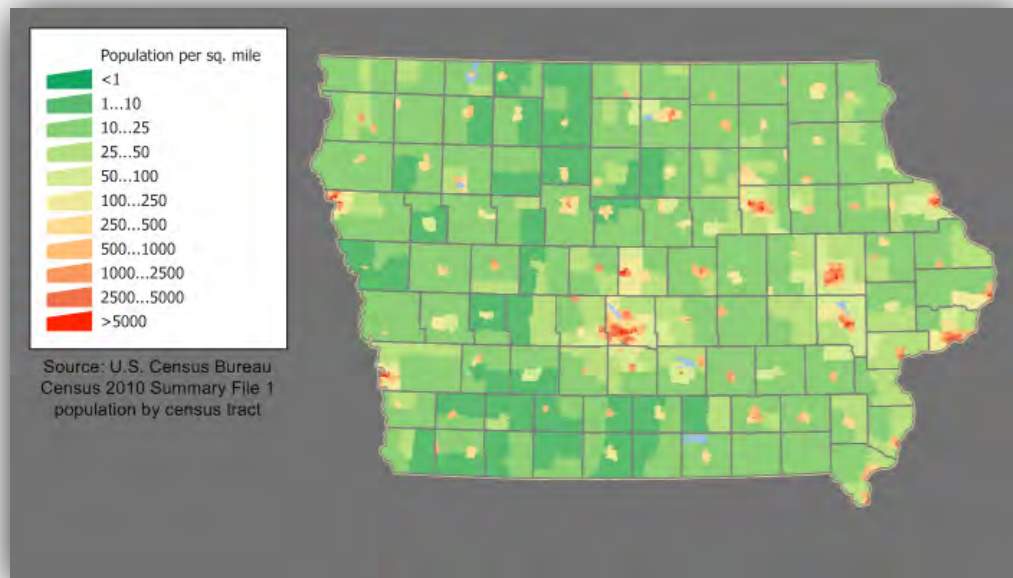 Population per sq. mile
<1
1...10
10...25
25...50
50...100
100...250
250...500
500...1000
1000...2500
2500...5000
>5000
Source: U.S. Census Bureau
Census 2010 Summary File 1
population by census tract